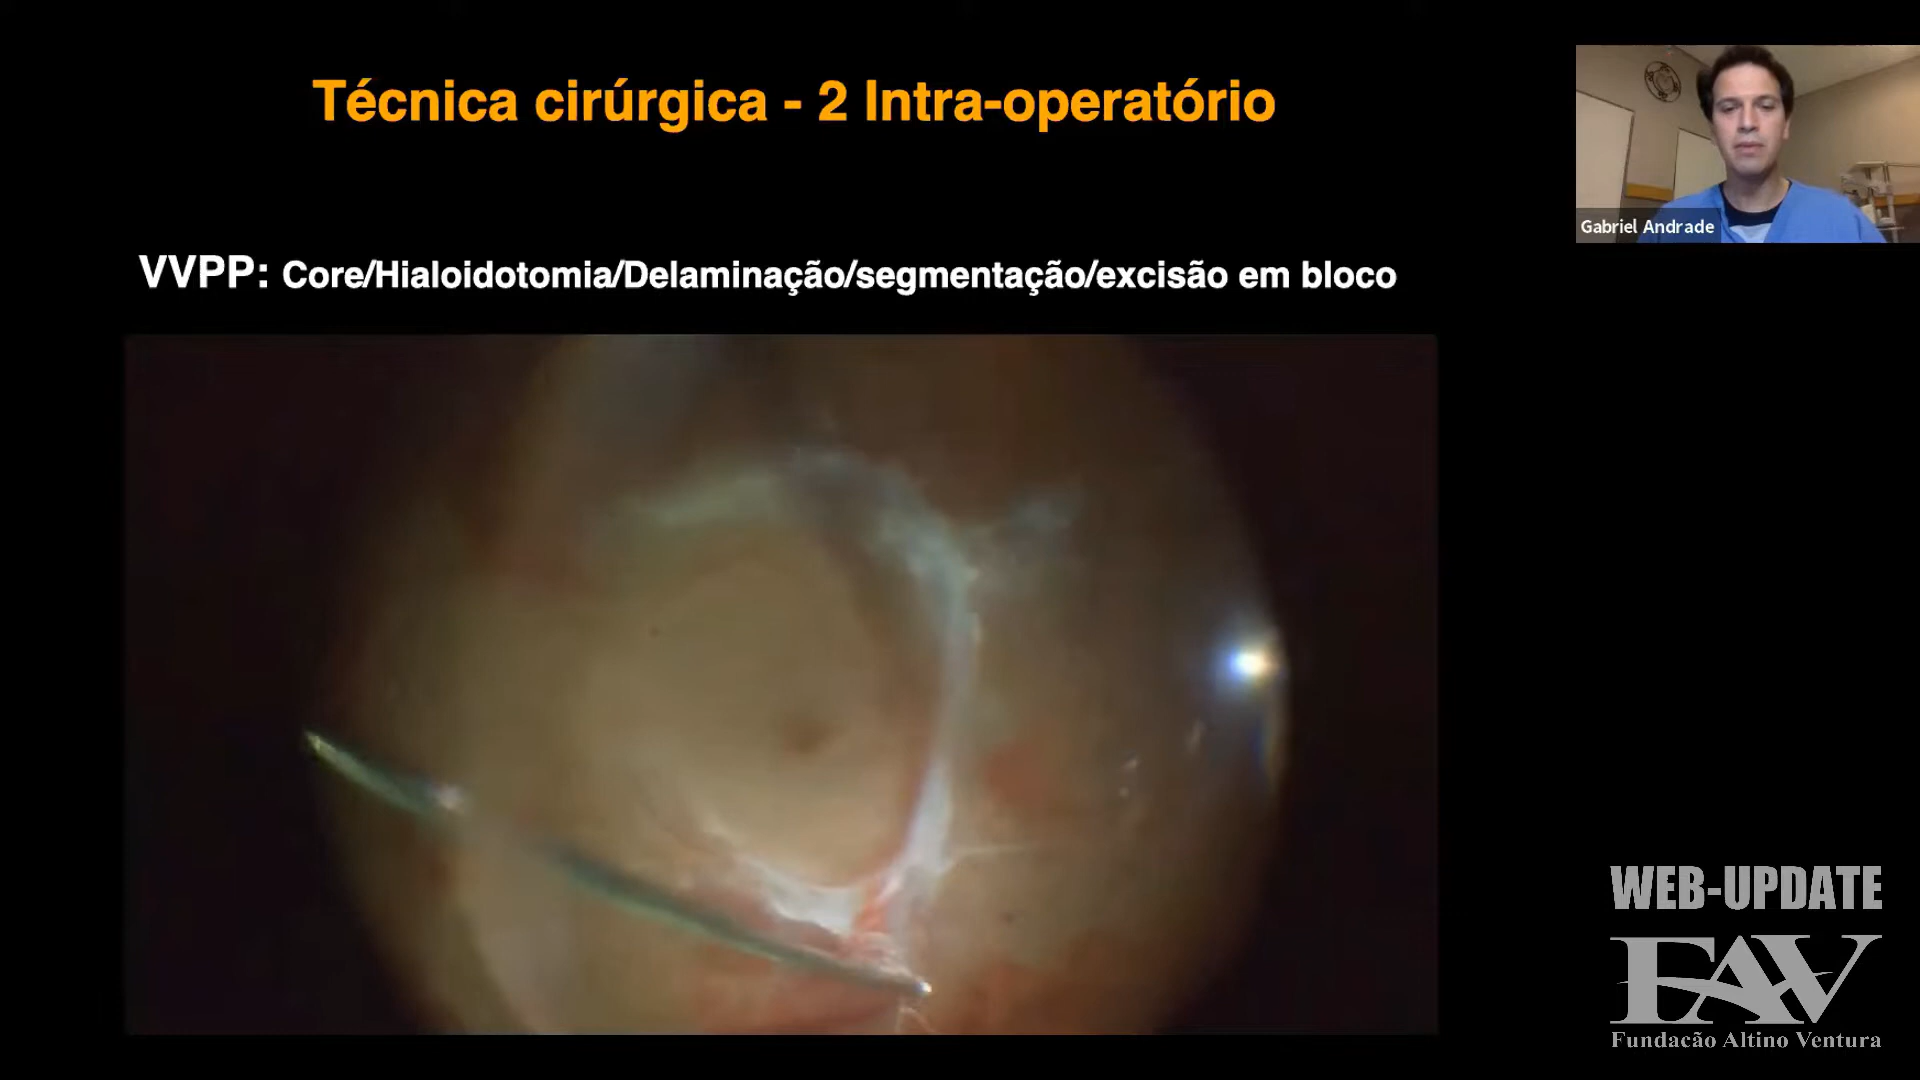 Técnica cirúrgica - 2 Intra-operatório
Gabriel Andrade
VVPP: Core/Hialoidotomia/Delaminação/segmentação/excisão em bloco
WEB-UPDATE
FAV
Fundação Altino Ventura